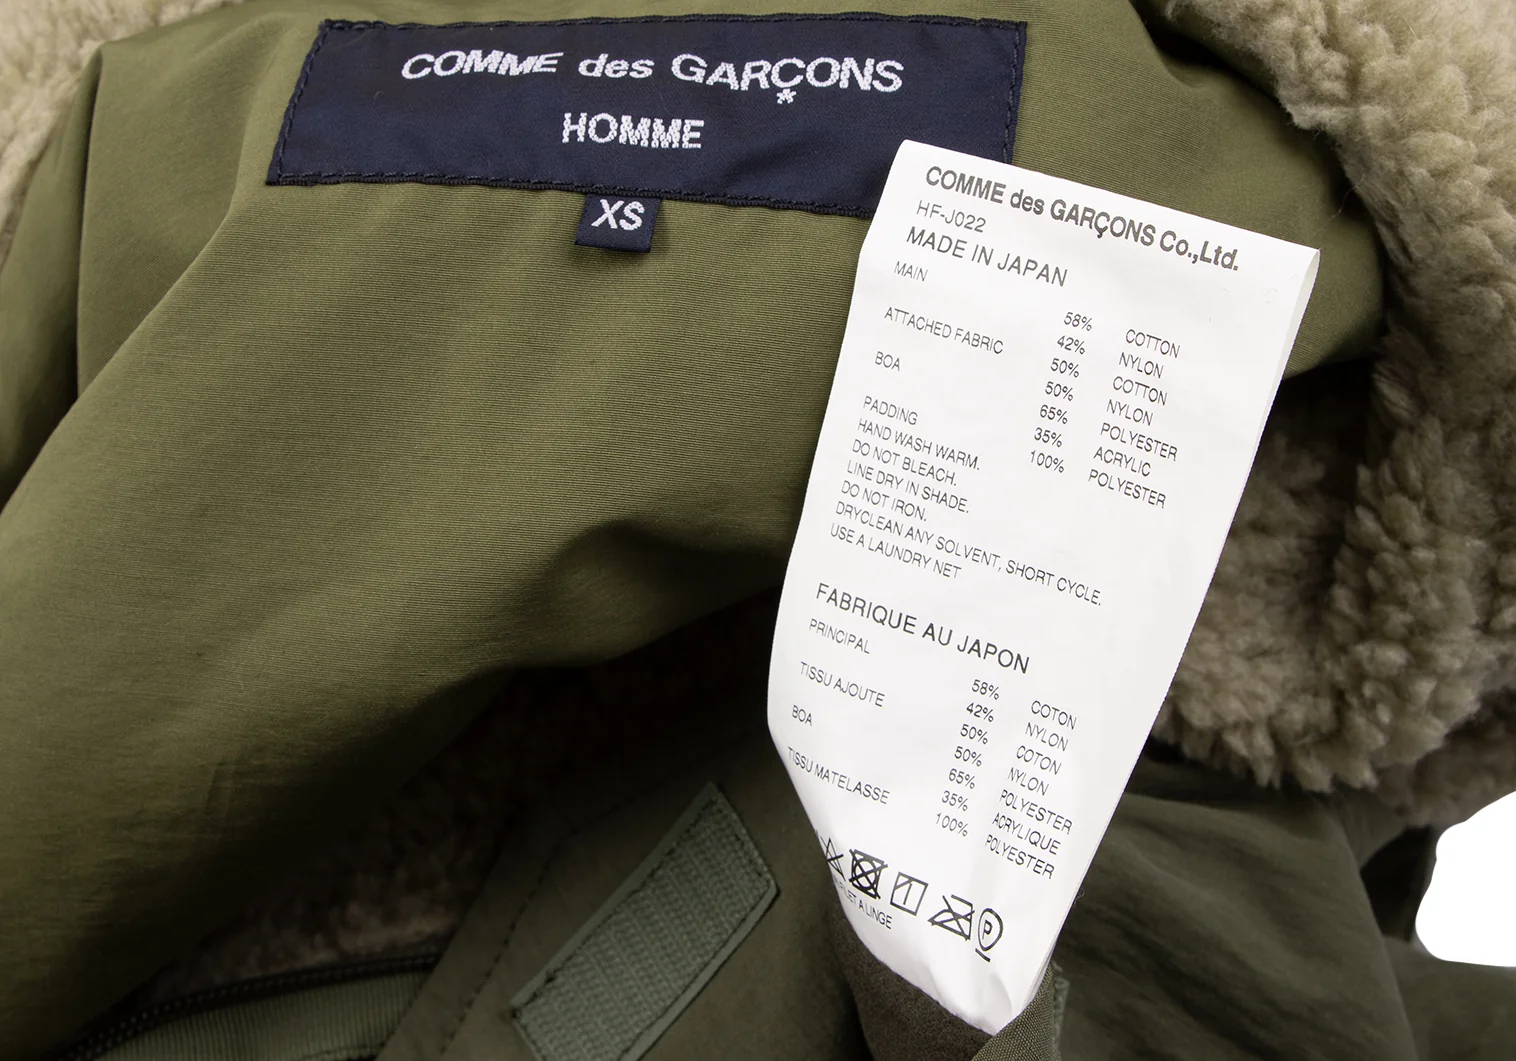 COMME des GARÇONS
*
HOMME
XS
COMME des GARÇONS Co.,Ltd.
HF-J022
MADE IN JAPAN
MAIN
58% COTTON
42% NYLON
ATTACHED FABRIC
50% COTTON
50% NYLON
BOA
65% POLYESTER
35% ACRYLIC
PADDING
100% POLYESTER
HAND WASH WARM.
DO NOT BLEACH.
LINE DRY IN SHADE.
DO NOT IRON.
DRYCLEAN ANY SOLVENT, SHORT CYCLE.
USE A LAUNDRY NET
FABRIQUE AU JAPON
PRINCIPAL
58% COTON
42% NYLON
TISSU AJOUTE
50% COTON
50% NYLON
BOA
65% POLYESTER
35% ACRYLIQUE
TISSU MATELASSE
100% POLYESTER
P
A LINGE